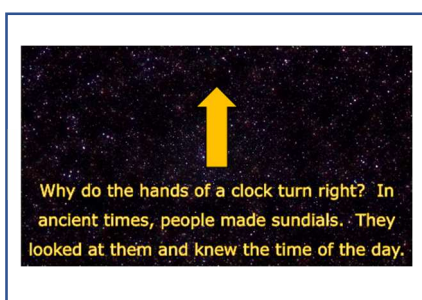 Why do the hands of a clock turn right? In
ancient times, people made sundials. They
looked at them and knew the time of the day.